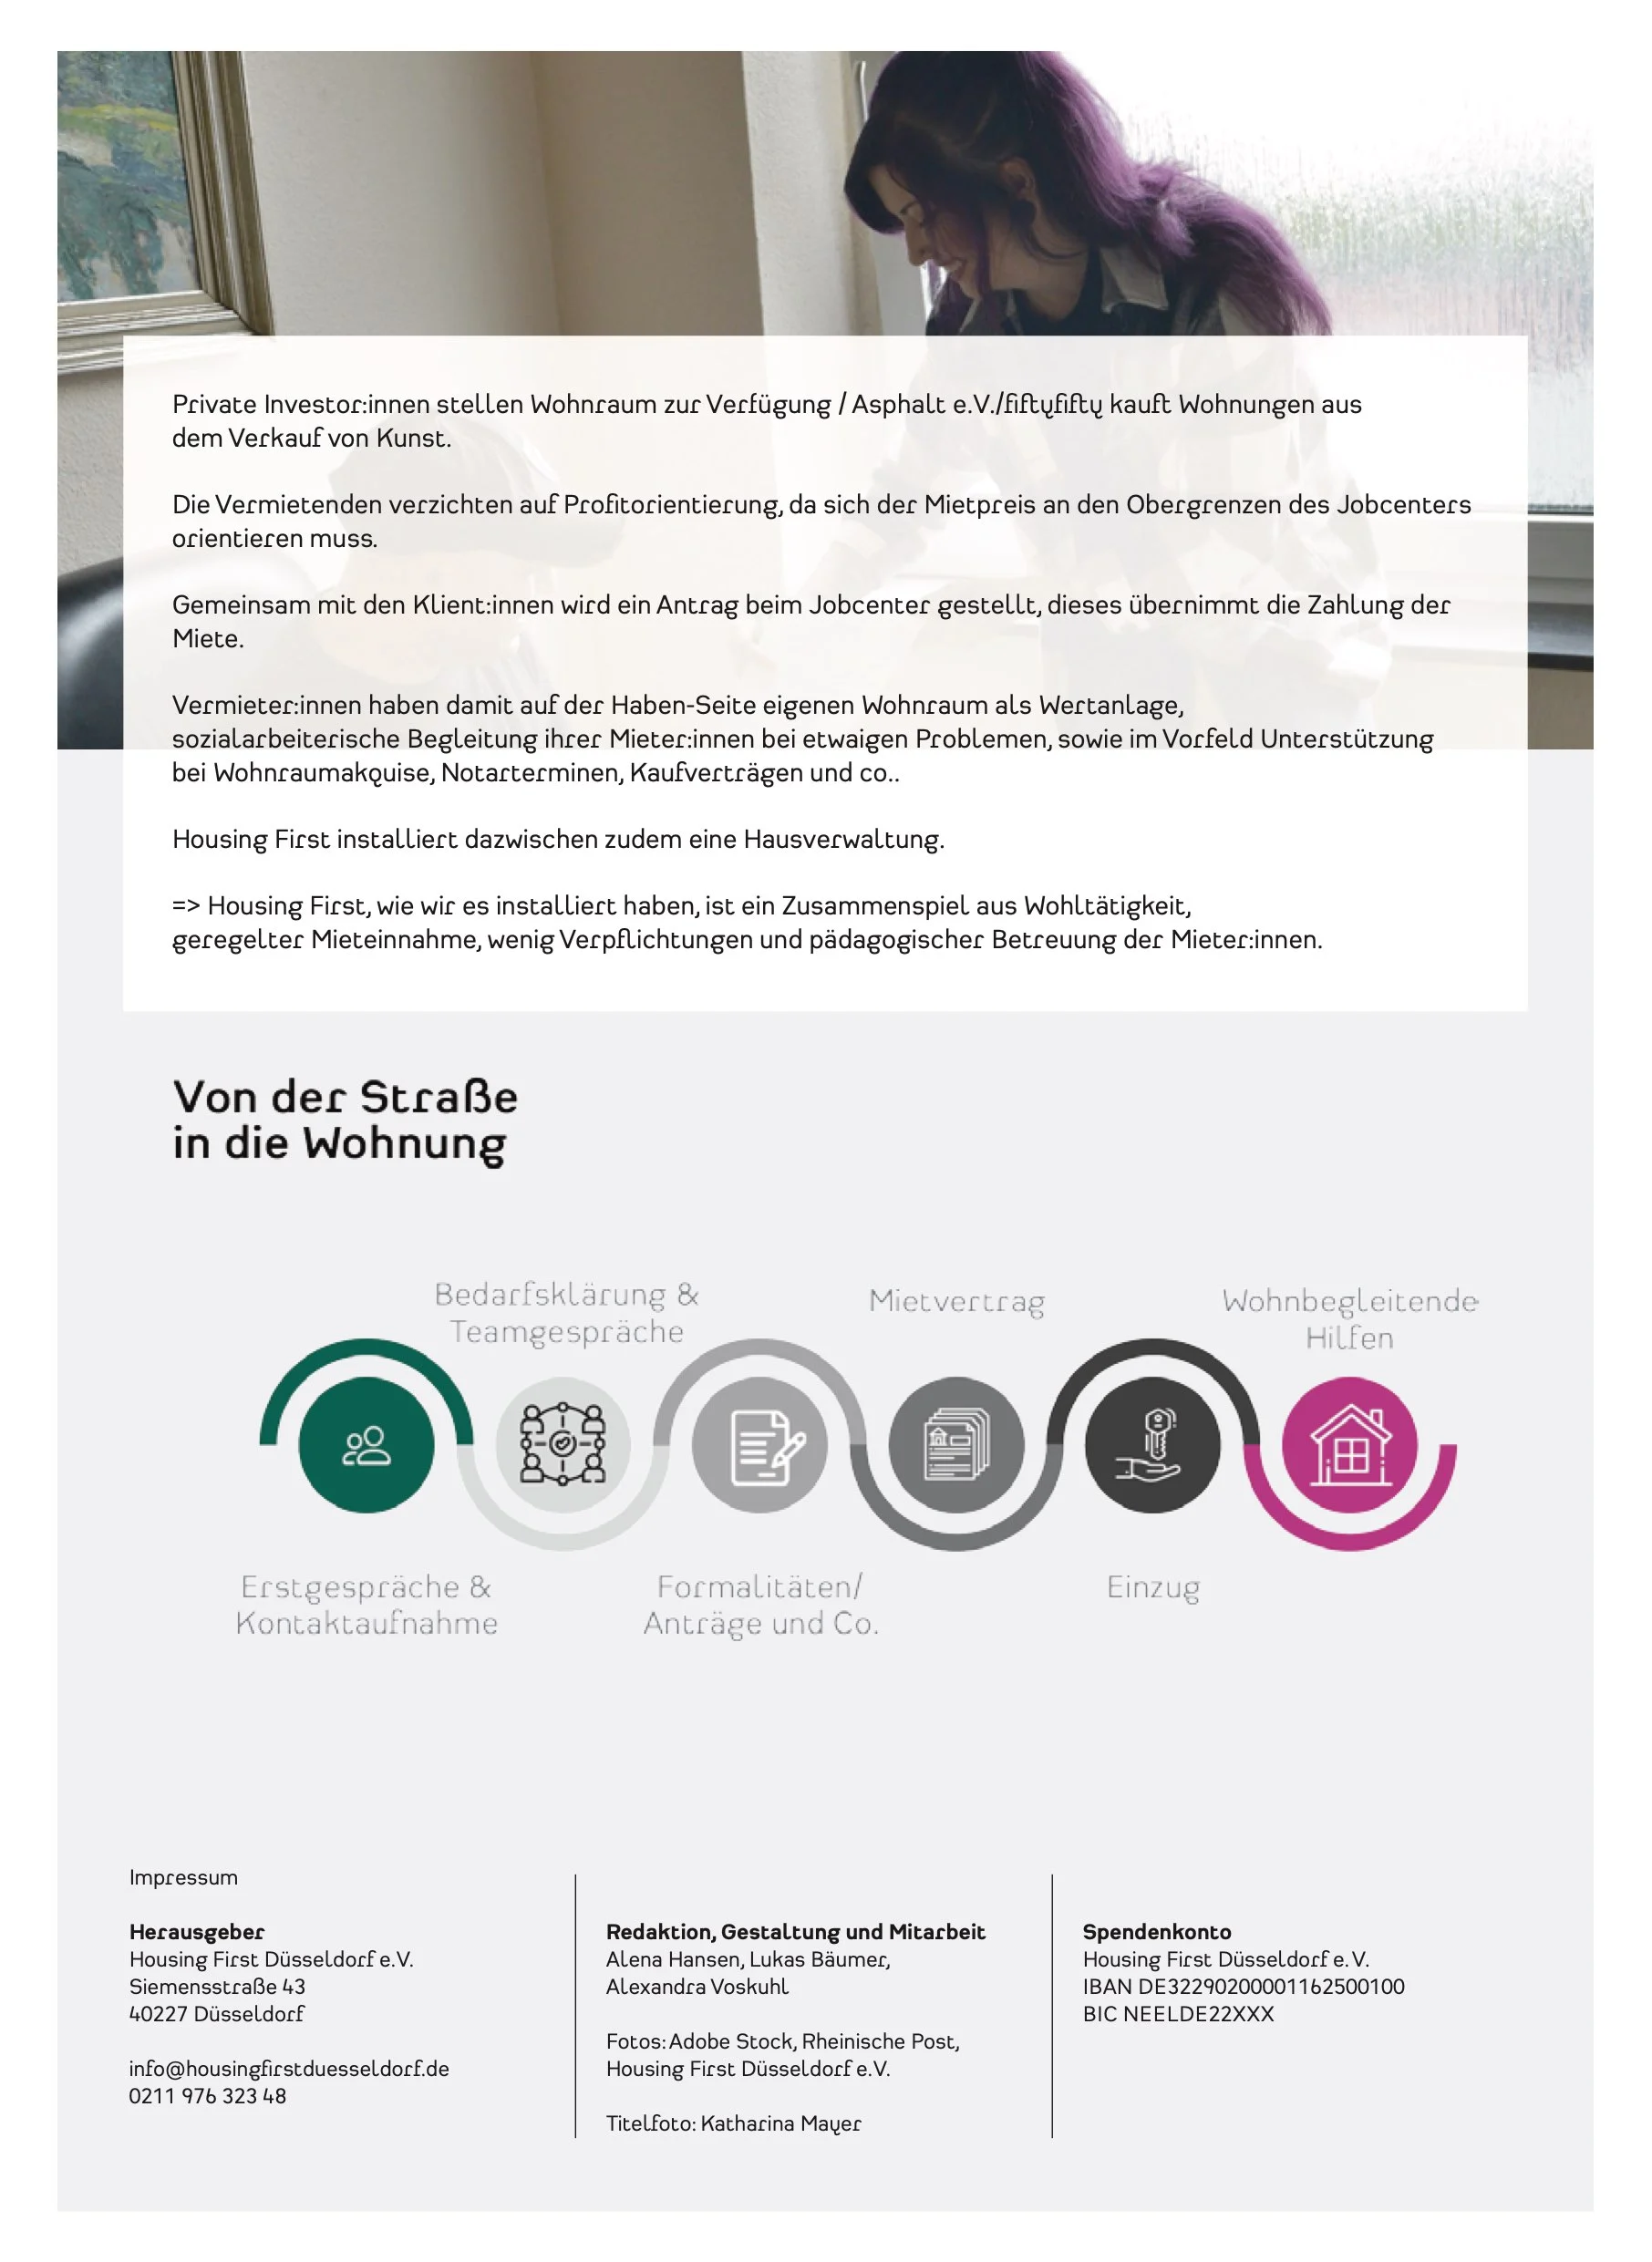 Private Investor:innen stellen Wohnraum zur Verfügung / Asphalt e.V./fiftyfifty kauft Wohnungen aus
dem Verkauf von Kunst.
Die Vermietenden verzichten auf Profitorientierung, da sich der Mietpreis an den Obergrenzen des Jobcenters
orientieren muss.
Gemeinsam mit den Klient:innen wird ein Antrag beim Jobcenter gestellt, dieses übernimmt die Zahlung der
Miete.
Vermieter:innen haben damit auf der Haben-Seite eigenen Wohnraum als Wertanlage,
sozialarbeiterische Begleitung ihrer Mieter:innen bei etwaigen Problemen, sowie im Vorfeld Unterstützung
bei Wohnraumakquise, Notarterminen, Kaufverträgen und co..
Housing First installiert dazwischen zudem eine Hausverwaltung.
=> Housing First, wie wir es installiert haben, ist ein Zusammenspiel aus Wohltätigkeit,
geregelter Mieteinnahme, wenig Verpflichtungen und pädagogischer Betreuung der Mieter:innen.
Von der Straße
in die Wohnung
Erstgespräche &
Kontaktaufnahme
Bedarfsklärung &
Teamgespräche
Formalitäten/
Anträge und Co.
Mietvertrag
Einzug
Wohnbegleitende
Hilfen
Impressum
Herausgeber
Housing First Düsseldorf e.V.
Siemensstraße 43
40227 Düsseldorf
info@housingfirstduesseldorf.de
0211 976 323 48
Redaktion, Gestaltung und Mitarbeit
Alena Hansen, Lukas Bäumer,
Alexandra Voskuhl
Fotos: Adobe Stock, Rheinische Post,
Housing First Düsseldorf e.V.
Titelfoto: Katharina Mayer
Spendenkonto
Housing First Düsseldorf e.V.
IBAN DE32290200001162500100
BIC NEELDE22XXX